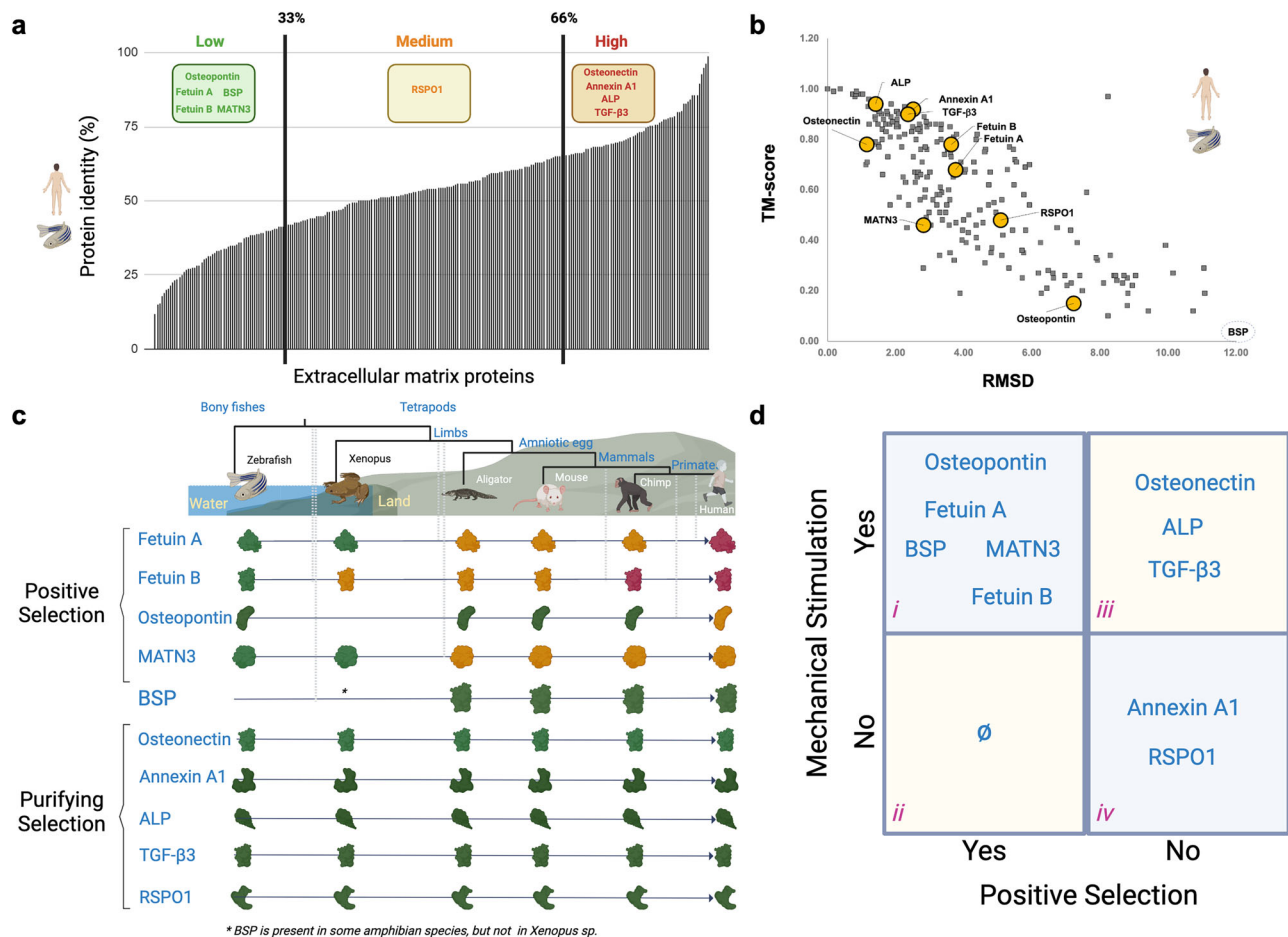 a
33%
66%
Low
Medium
High
100
75
50
25
0
Osteopontin
Fetuin A BSP
Fetuin B MATN3
RSPO1
Osteonectin
Annexin A1
ALP
TGF-β3
Protein identity (%)
Extracellular matrix proteins
b
1.20
1.00
0.80
0.60
0.40
0.20
0.00
TM-score
ALP
Annexin A1
TGF-β3
Osteonectin
Fetuin B
Fetuin A
MATN3
RSPO1
Osteopontin
BSP
0.00 2.00 4.00 6.00 8.00 10.00 12.00
RMSD
c
Bony fishes
Tetrapods
Limbs
Amniotic egg
Mammals
Primate
Zebrafish
Xenopus
Aligator
Mouse
Chimp
Human
Water
Land
Positive
Selection
Fetuin A
Fetuin B
Osteopontin
MATN3
BSP
*
Purifying
Selection
Osteonectin
Annexin A1
ALP
TGF-β3
RSPO1
* BSP is present in some amphibian species, but not in Xenopus sp.
d
Mechanical Stimulation
Yes
No
Osteopontin
Fetuin A
BSP MATN3
Fetuin B
i
Osteonectin
ALP
TGF-β3
iii
ø
ii
Annexin A1
RSPO1
iv
Yes
No
Positive Selection